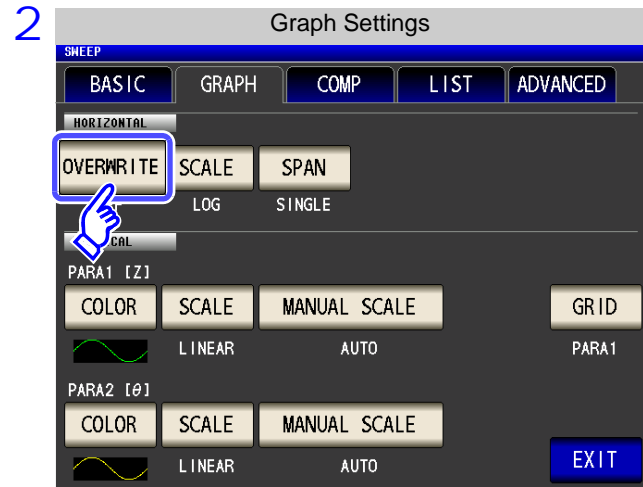 2
Graph Settings
SWEEP
BASIC GRAPH COMP LIST ADVANCED
HORIZONTAL
OVERWRITE SCALE SPAN
LOG SINGLE
PARA1 [Z]
COLOR SCALE MANUAL SCALE GRID
LINEAR AUTO PARA1
PARA2 [θ]
COLOR SCALE MANUAL SCALE
LINEAR AUTO EXIT